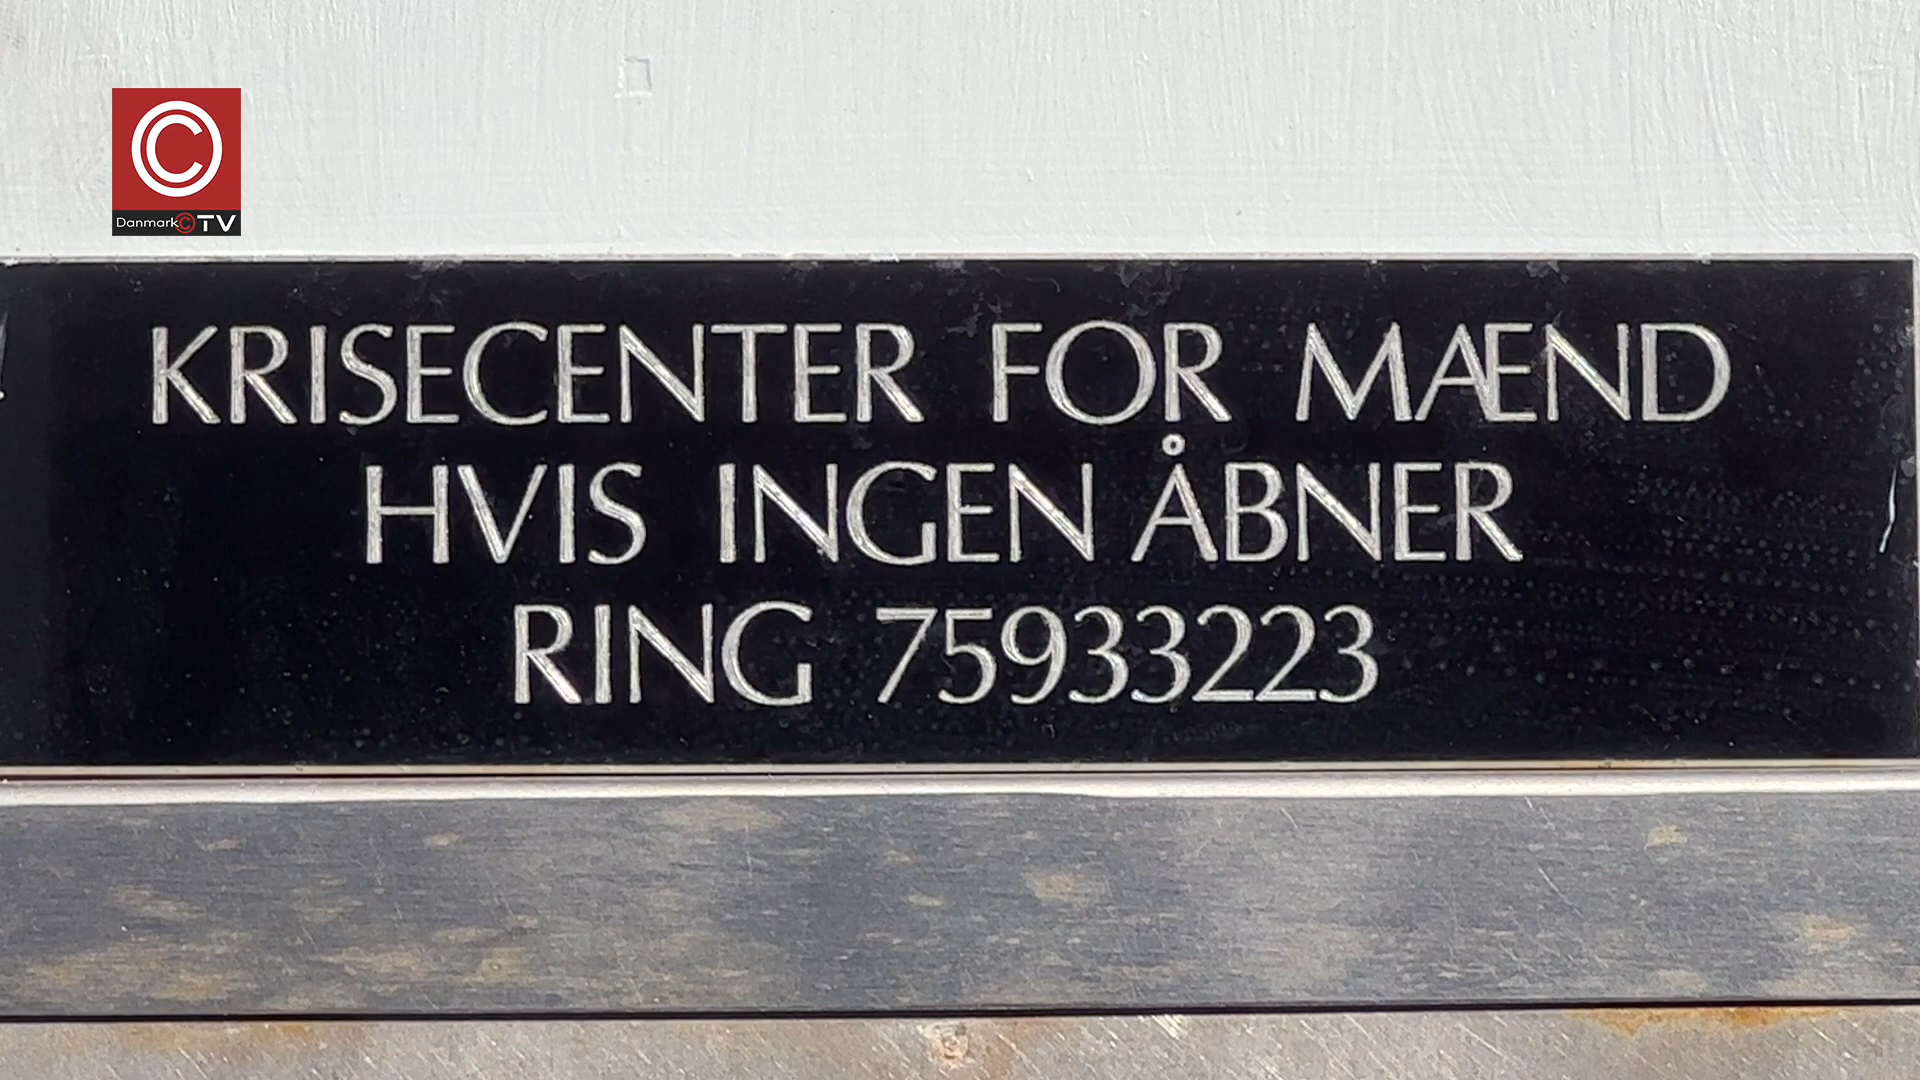 ©
Danmark©TV
KRISECENTER FOR MÆND
HVIS INGEN ÅBNER
RING 75933223